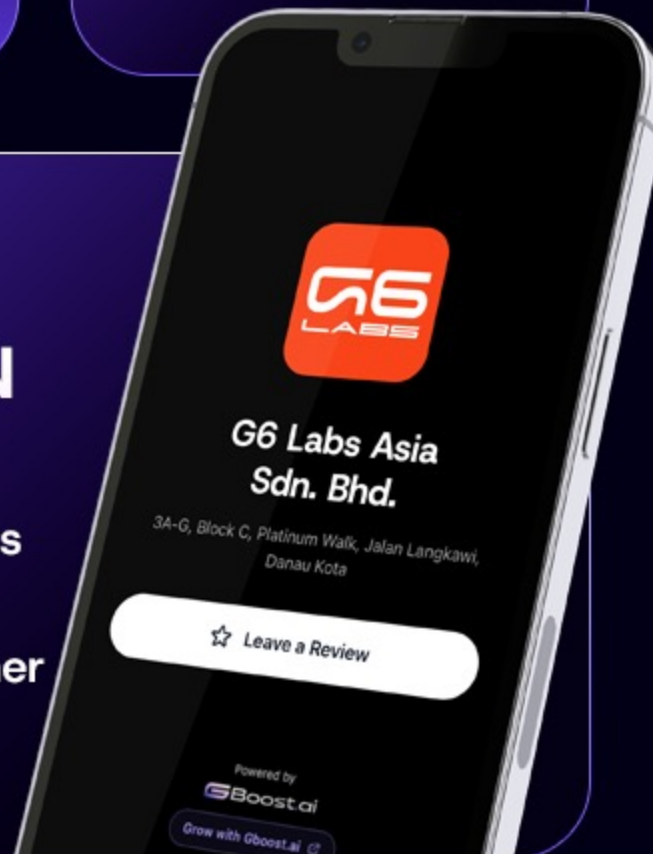 G6
LABS
G6 Labs Asia
Sdn. Bhd.
3A-G, Block C, Platinum Walk, Jalan Langkawi,
Danau Kota
Leave a Review
Powered by
GBoost.ai
Grow with Gboost.ai
s
er